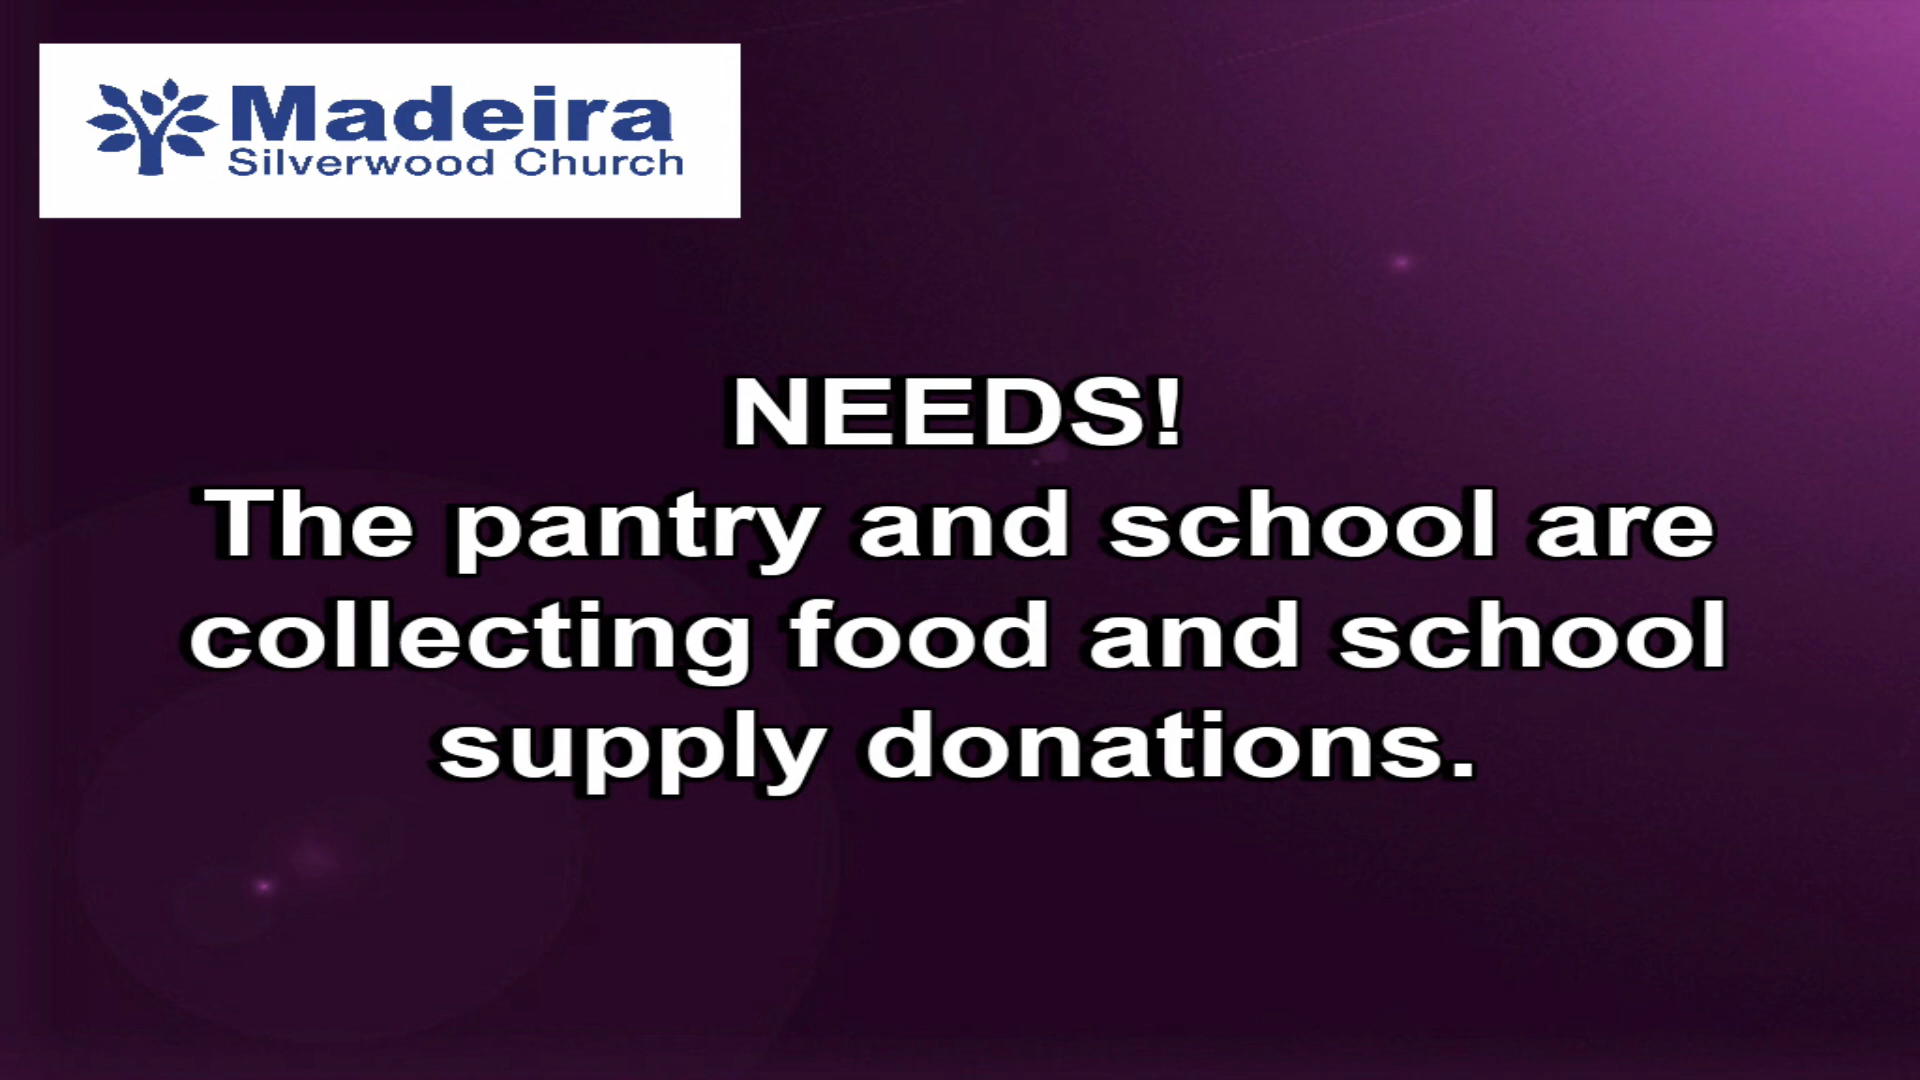 Madeira
Silverwood Church
NEEDS!
The pantry and school are
collecting food and school
supply donations.